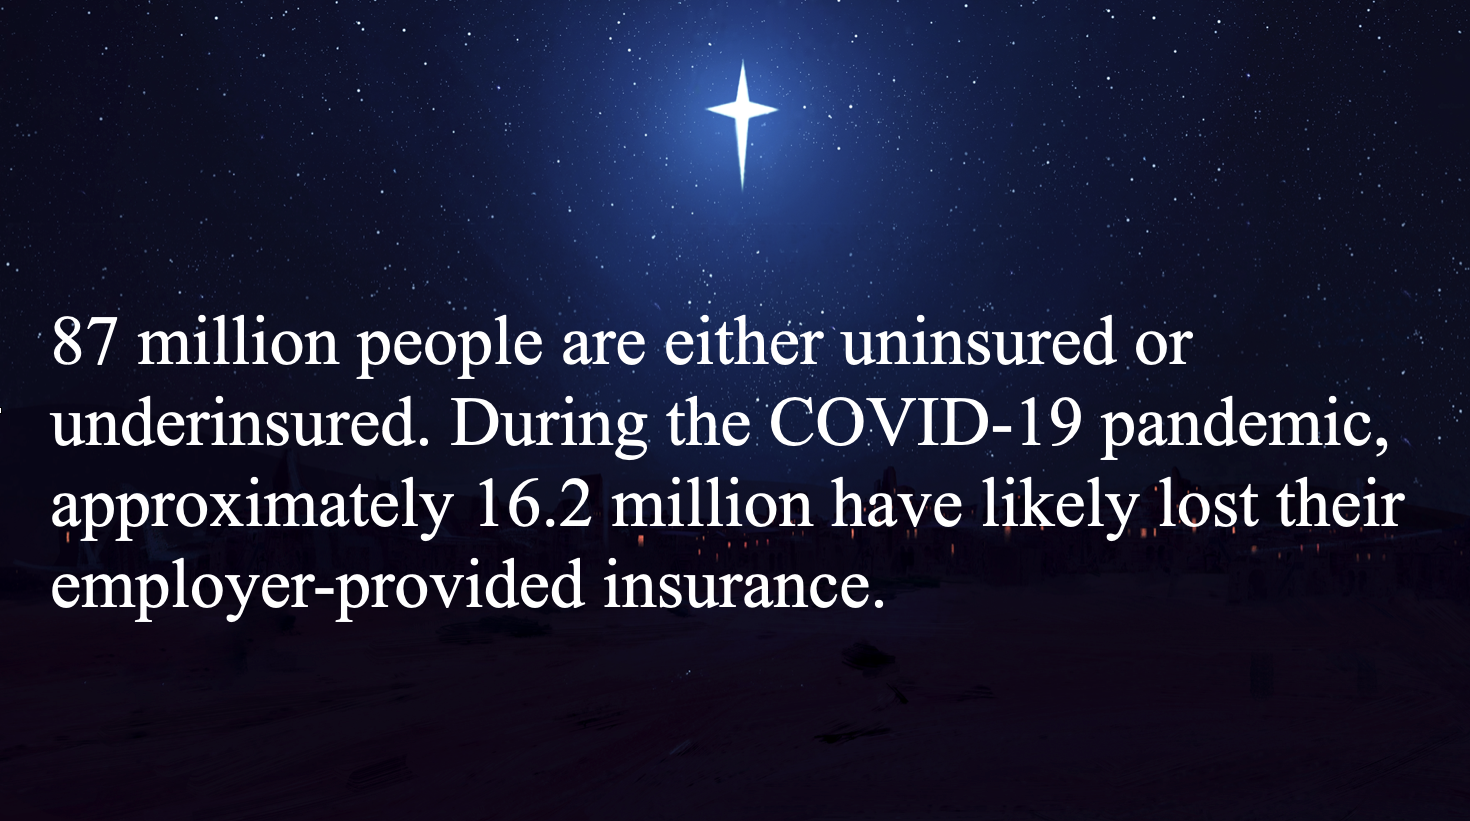 87 million people are either uninsured or
underinsured. During the COVID-19 pandemic,
approximately 16.2 million have likely lost their
employer-provided insurance.